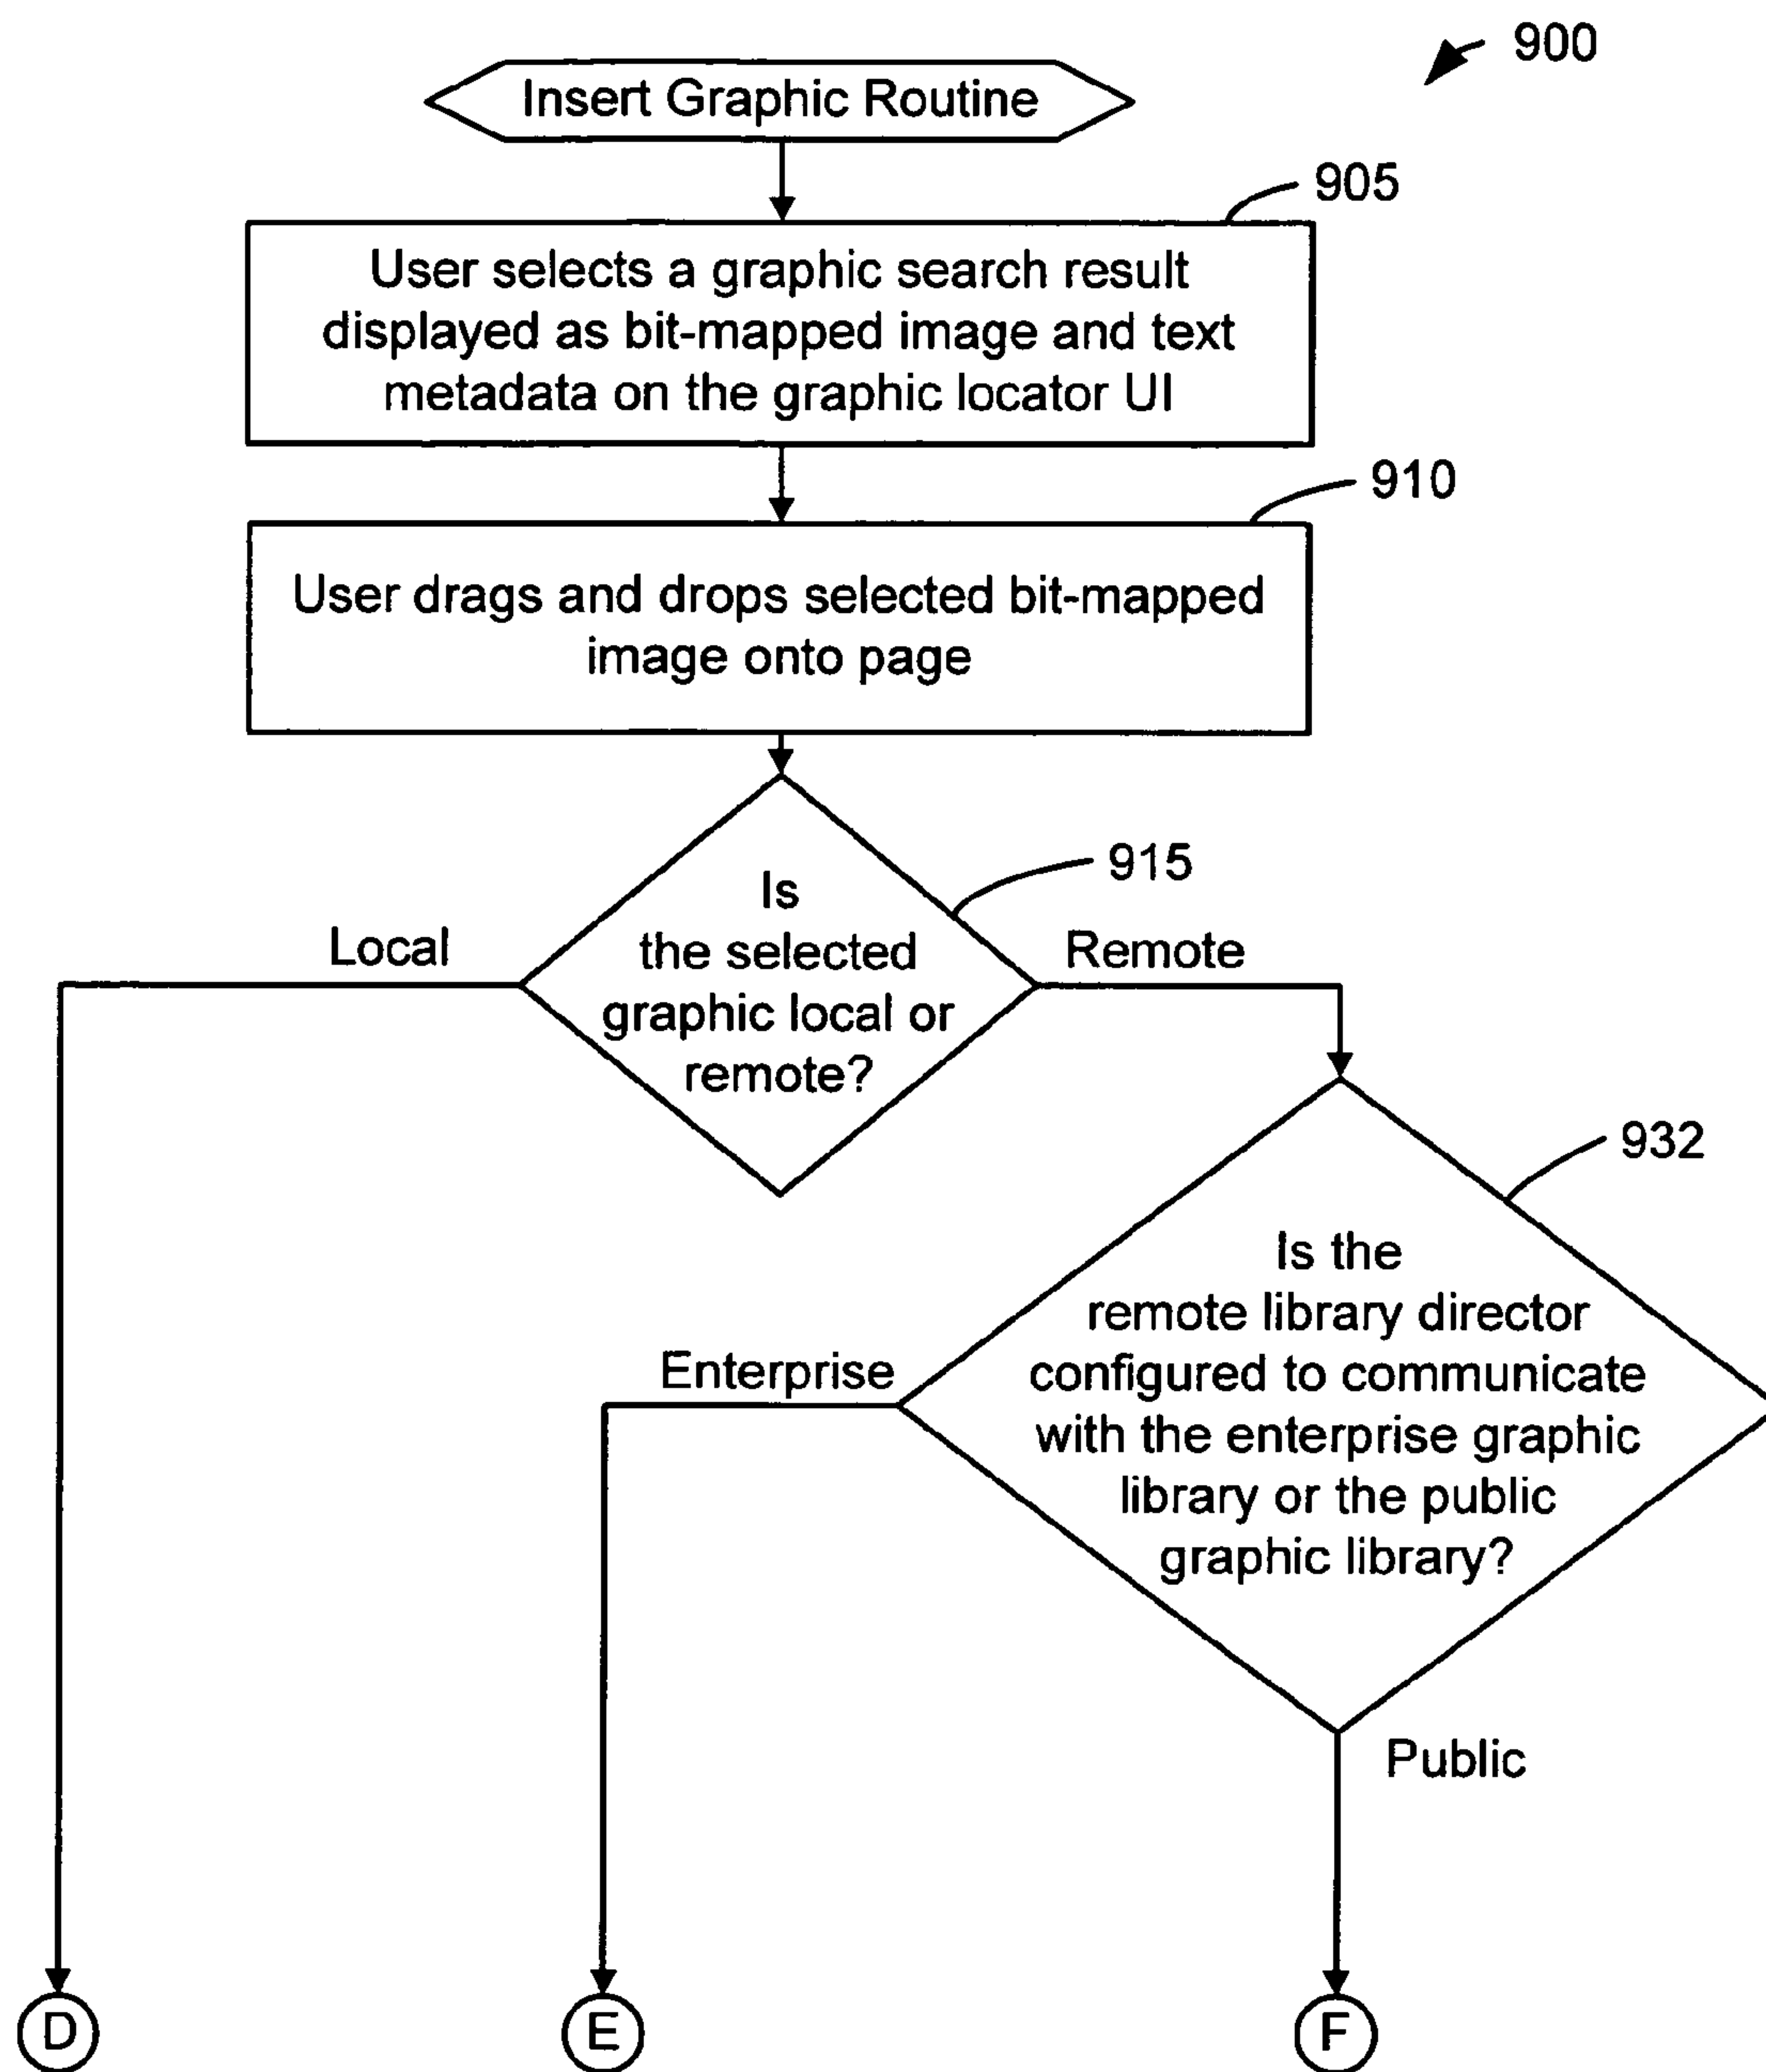 900
Insert Graphic Routine
905
User selects a graphic search result
displayed as bit-mapped image and text
metadata on the graphic locator UI
910
User drags and drops selected bit-mapped
image onto page
915
Is
the selected
graphic local or
remote?
Local
Remote
932
Is the
remote library director
configured to communicate
with the enterprise graphic
library or the public
graphic library?
Enterprise
Public
D
E
F